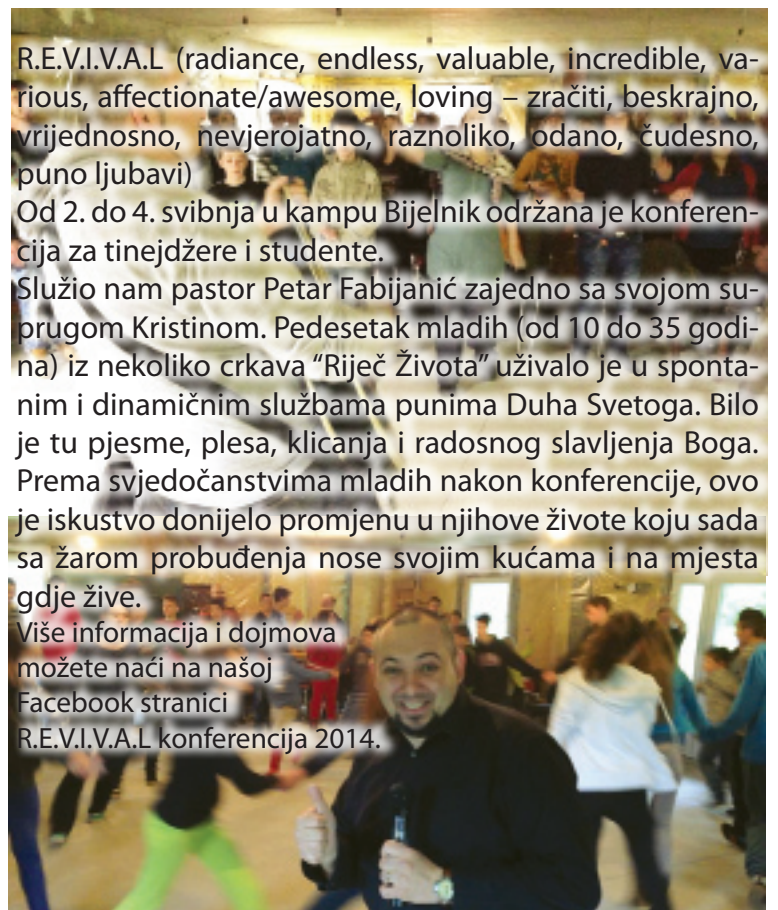 R.E.V.I.V.A.L (radiance, endless, valuable, incredible, va-
rious, affectionate/awesome, loving – zračiti, beskrajno,
vrijednosno, nevjerojatno, raznoliko, odano, čudesno,
puno ljubavi)
Od 2. do 4. svibnja u kampu Bijelnik održana je konferen-
cija za tinejdžere i studente.
Služio nam pastor Petar Fabijanić zajedno sa svojom su-
prugom Kristinom. Pedesetak mladih (od 10 do 35 godi-
na) iz nekoliko crkava “Riječ Života” uživalo je u sponta-
nim i dinamičnim službama punima Duha Svetoga. Bilo
je tu pjesme, plesa, klicanja i radosnog slavljenja Boga.
Prema svjedočanstvima mladih nakon konferencije, ovo
je iskustvo donijelo promjenu u njihove živote koju sada
sa žarom probuđenja nose svojim kućama i na mjesta
gdje žive.
Više informacija i dojmova
možete naći na našoj
Facebook stranici
R.E.V.I.V.A.L konferencija 2014.